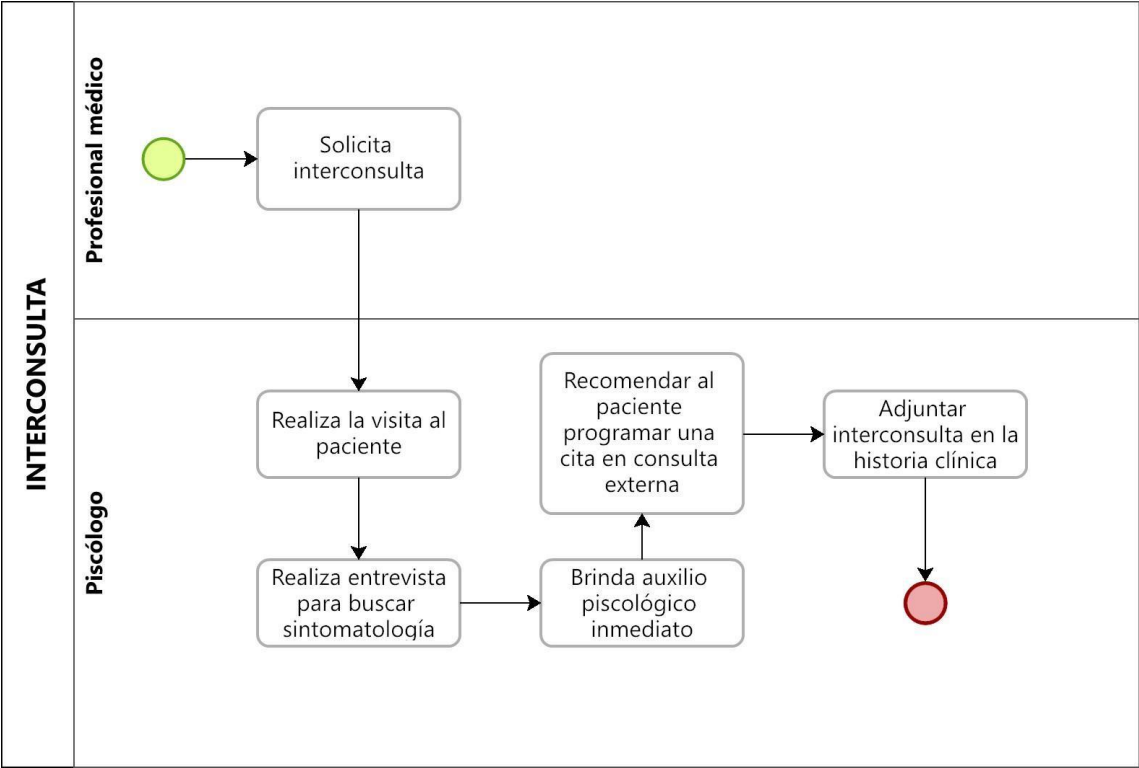 INTERCONSULTA
Profesional médico
Solicita
interconsulta
Piscólogo
Realiza la visita al
paciente
Realiza entrevista
para buscar
sintomatología
Brinda auxilio
piscológico
inmediato
Recomendar al
paciente
programar una
cita en consulta
externa
Adjuntar
interconsulta en la
historia clínica